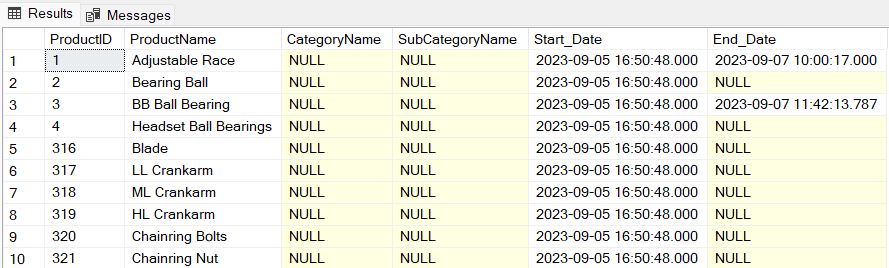 Results Messages
ProductID ProductName CategoryName SubCategoryName Start_Date End_Date
1 1 Adjustable Race NULL NULL 2023-09-05 16:50:48.000 2023-09-07 10:00:17.000
2 2 Bearing Ball NULL NULL 2023-09-05 16:50:48.000 NULL
3 3 BB Ball Bearing NULL NULL 2023-09-05 16:50:48.000 2023-09-07 11:42:13.787
4 4 Headset Ball Bearings NULL NULL 2023-09-05 16:50:48.000 NULL
5 316 Blade NULL NULL 2023-09-05 16:50:48.000 NULL
6 317 LL Crankarm NULL NULL 2023-09-05 16:50:48.000 NULL
7 318 ML Crankarm NULL NULL 2023-09-05 16:50:48.000 NULL
8 319 HL Crankarm NULL NULL 2023-09-05 16:50:48.000 NULL
9 320 Chainring Bolts NULL NULL 2023-09-05 16:50:48.000 NULL
10 321 Chainring Nut NULL NULL 2023-09-05 16:50:48.000 NULL